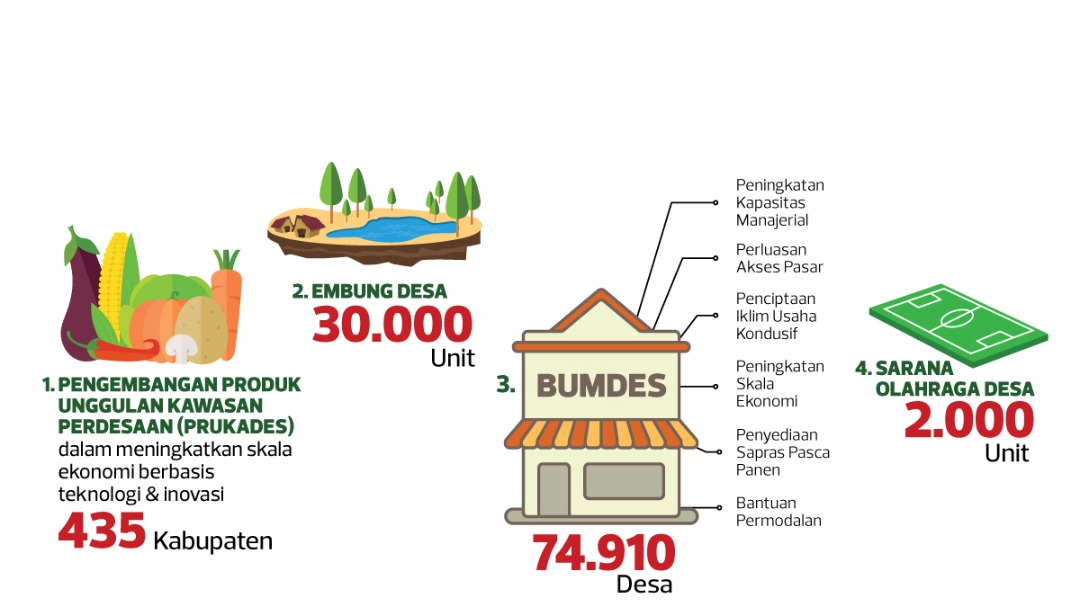 1. PENGEMBANGAN PRODUK
UNGGULAN KAWASAN
PERDESAAN (PRUKADES)
dalam meningkatkan skala
ekonomi berbasis
teknologi & inovasi
435 Kabupaten
2. EMBUNG DESA
30.000
Unit
3.
BUMDES
Peningkatan
Kapasitas
Manajerial
Perluasan
Akses Pasar
Penciptaan
Iklim Usaha
Kondusif
Peningkatan
Skala
Ekonomi
Penyediaan
Sapras Pasca
Panen
Bantuan
Permodalan
74.910
Desa
4. SARANA
OLAHRAGA DESA
2.000
Unit